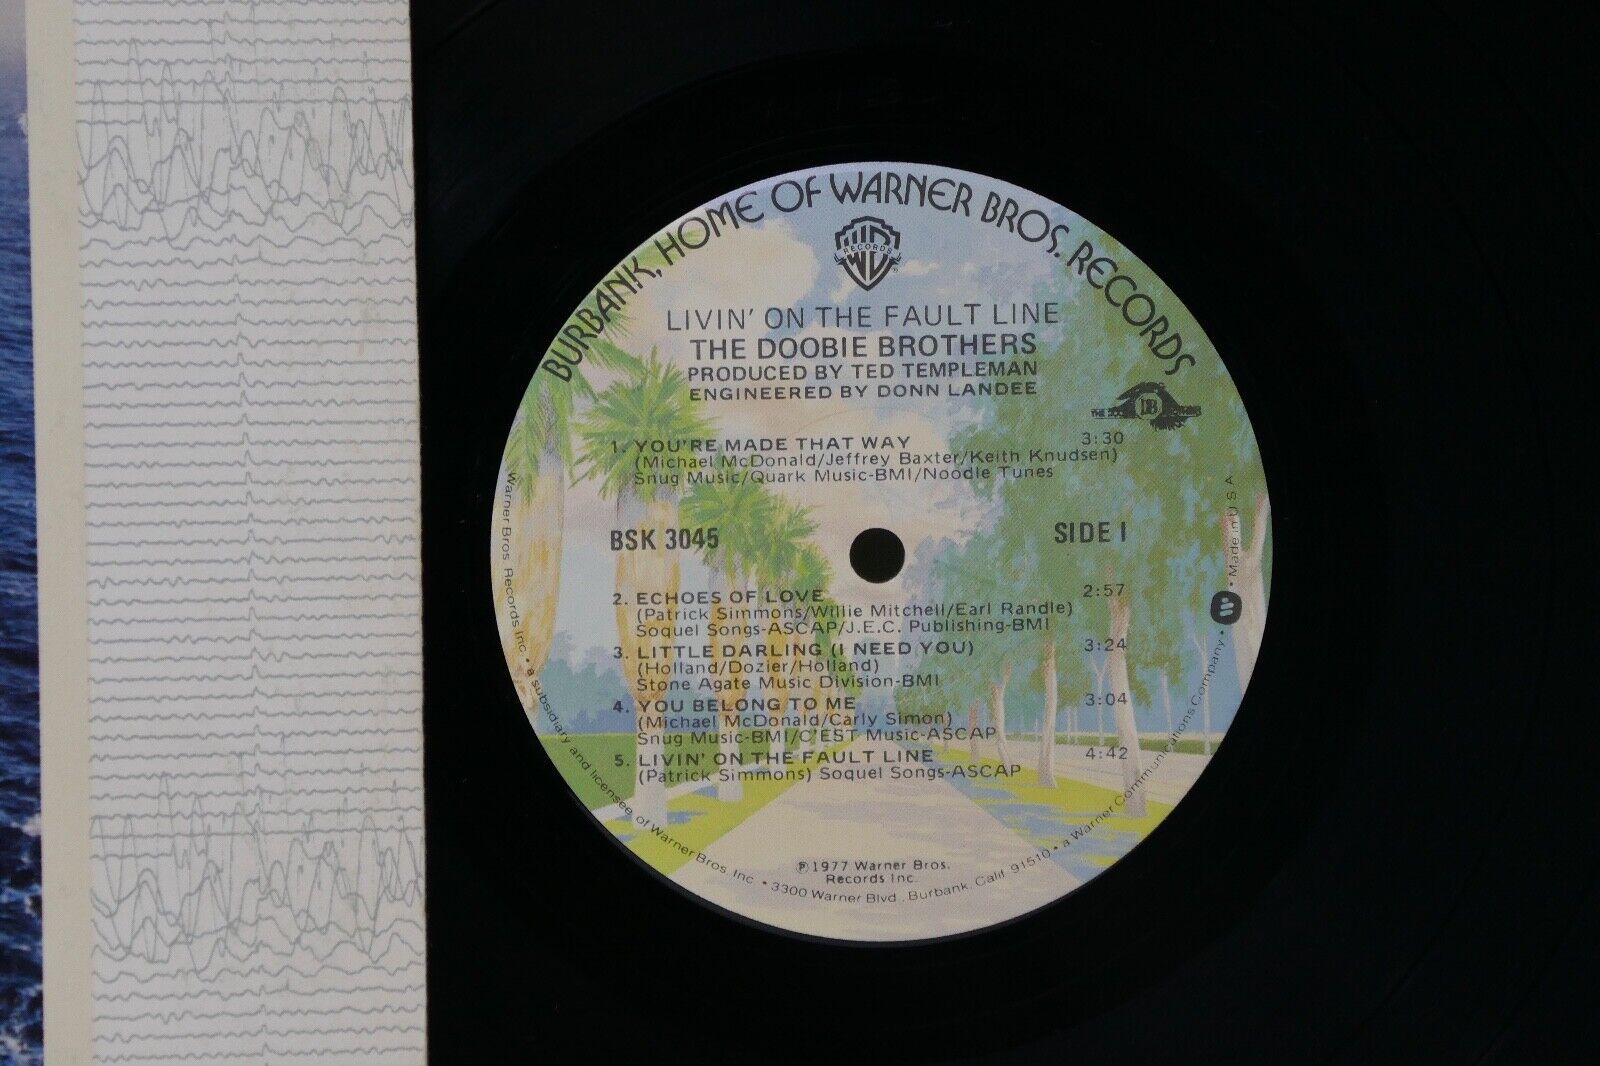 BURBANK, HOME OF WARNER BROS. RECORDS
RECORDS
LIVIN' ON THE FAULT LINE
THE DOOBIE BROTHERS
PRODUCED BY TED TEMPLEMAN
ENGINEERED BY DONN LANDEE
DB
1. YOU'RE MADE THAT WAY 3:30
(Michael McDonald/Jeffrey Baxter/Keith Knudsen)
Snug Music/Quark Music-BMI/Noodle Tunes
BSK 3045 SIDE I
2. ECHOES OF LOVE 2:57
(Patrick Simmons/Willie Mitchell/Earl Randle)
Soquel Songs-ASCAP/J.E.C. Publishing-BMI
3. LITTLE DARLING (I NEED YOU) 3:24
(Holland/Dozier/Holland)
Stone Agate Music Division-BMI
4. YOU BELONG TO ME 3:04
(Michael McDonald/Carly Simon)
Snug Music-BMI/C'EST Music-ASCAP
5. LIVIN' ON THE FAULT LINE 4:42
(Patrick Simmons) Soquel Songs-ASCAP
℗1977 Warner Bros.
Records Inc.
Warner Bros. Records Inc. • a subsidiary and licensee of Warner Bros. Inc. • 3300 Warner Blvd., Burbank, Calif. 91510 • a Warner Communications Company • Made in U.S.A.